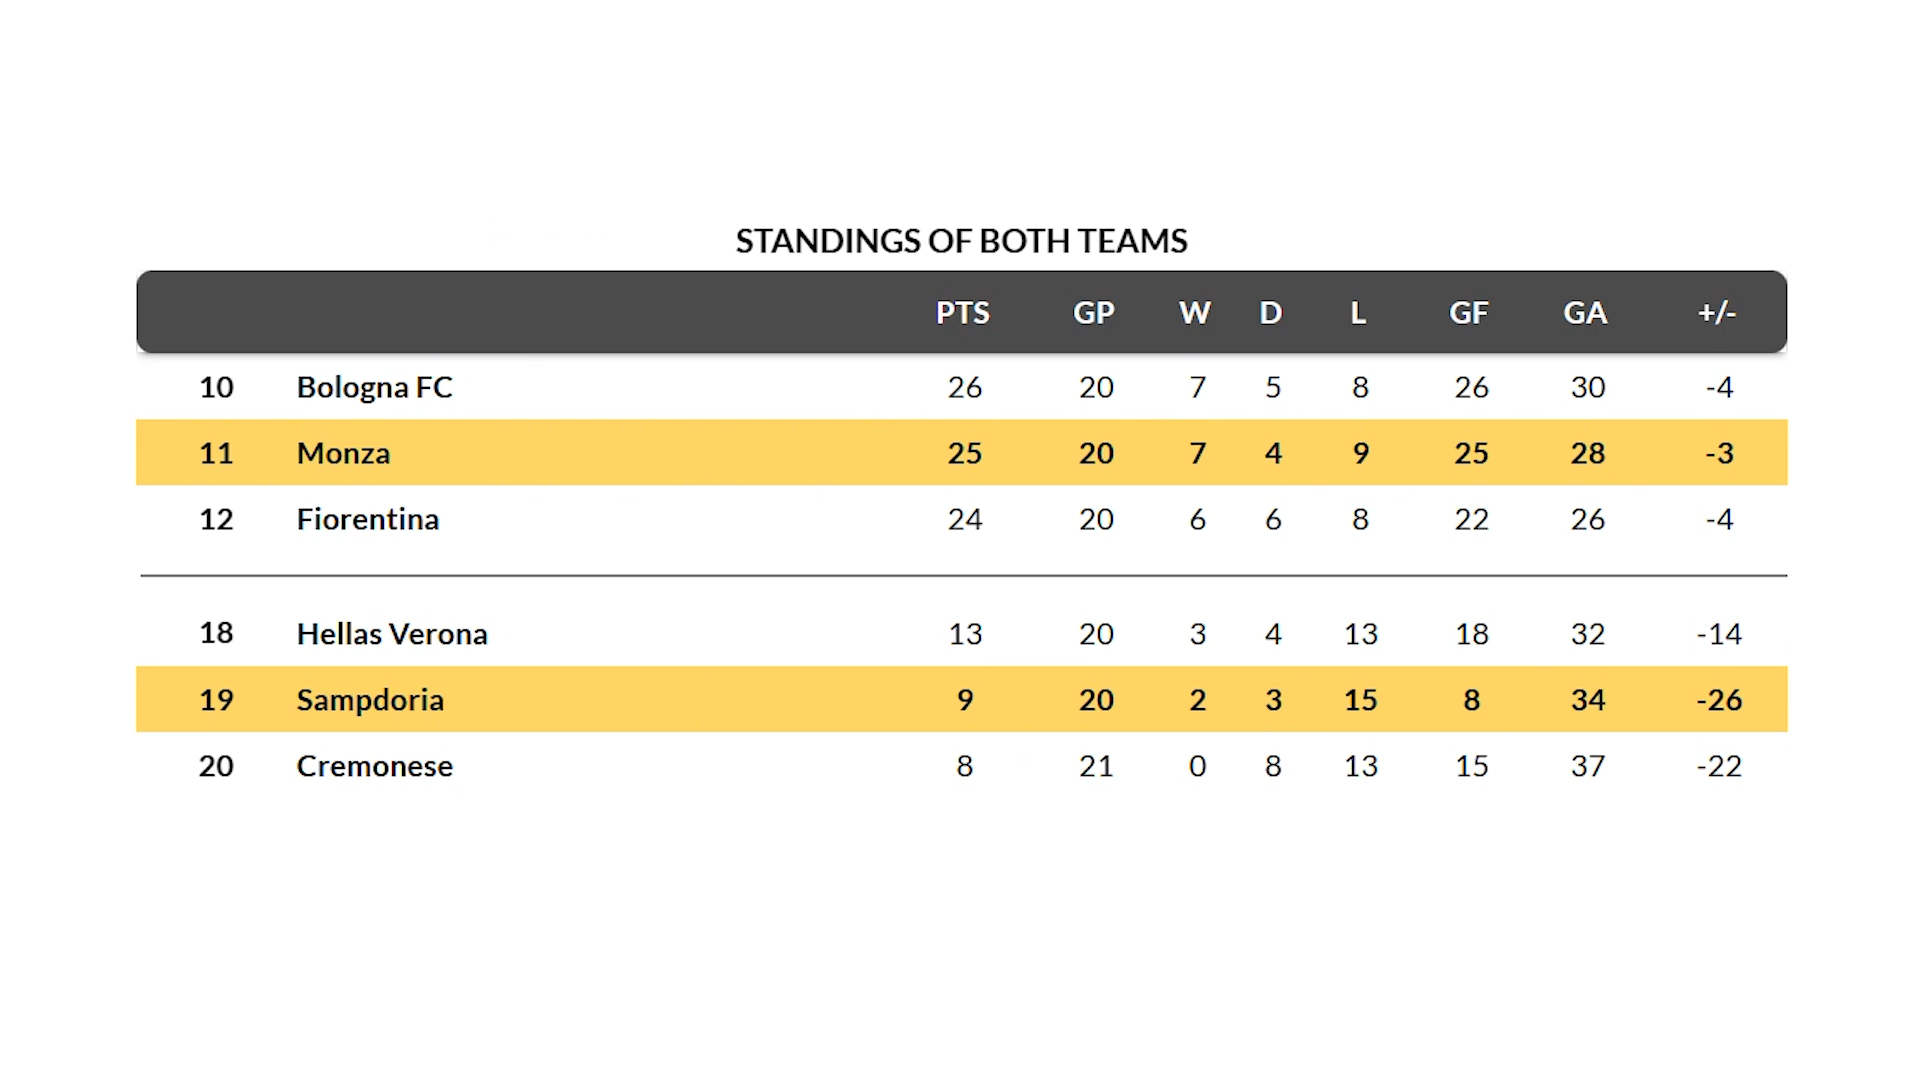 STANDINGS OF BOTH TEAMS
PTS GP W D L GF GA +/-
10 Bologna FC 26 20 7 5 8 26 30 -4
11 Monza 25 20 7 4 9 25 28 -3
12 Fiorentina 24 20 6 6 8 22 26 -4
18 Hellas Verona 13 20 3 4 13 18 32 -14
19 Sampdoria 9 20 2 3 15 8 34 -26
20 Cremonese 8 21 0 8 13 15 37 -22